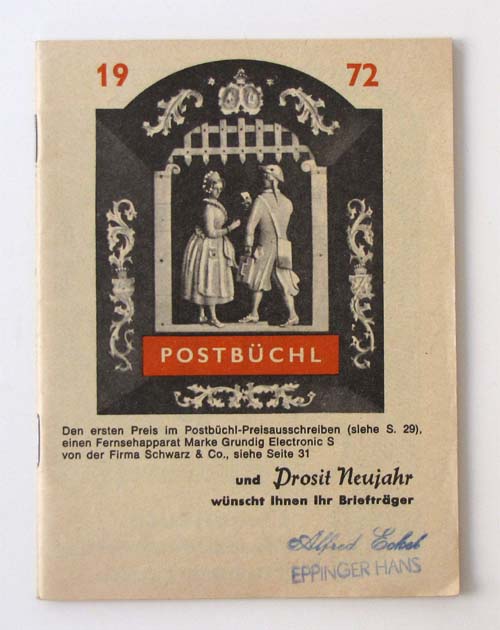 19 72
POSTBÜCHL
Den ersten Preis im Postbüchl-Preisausschreiben (siehe S. 29),
einen Fernsehapparat Marke Grundig Electronic S
von der Firma Schwarz & Co., siehe Seite 31
und Prosit Neujahr
wünscht Ihnen Ihr Briefträger
Alfred
EPPINGER HANS